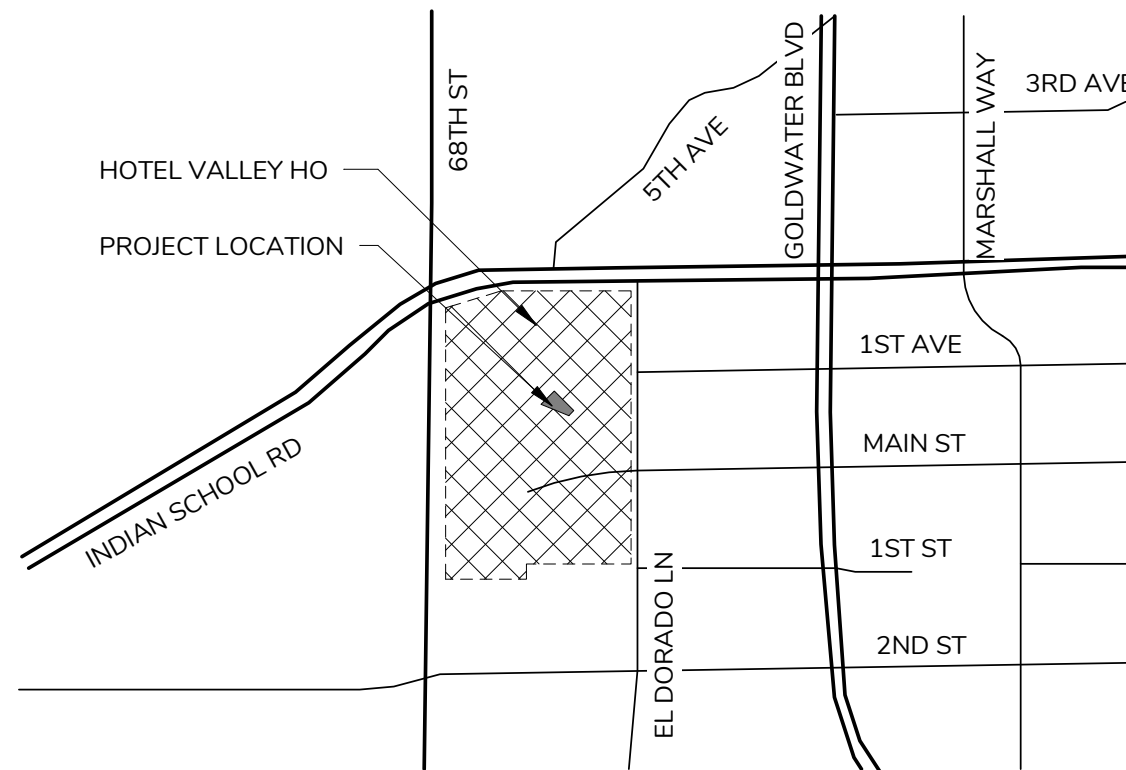 68TH ST
GOLDWATER BLVD
MARSHALL WAY
3RD AVE
5TH AVE
HOTEL VALLEY HO
PROJECT LOCATION
1ST AVE
MAIN ST
INDIAN SCHOOL RD
1ST ST
EL DORADO LN
2ND ST